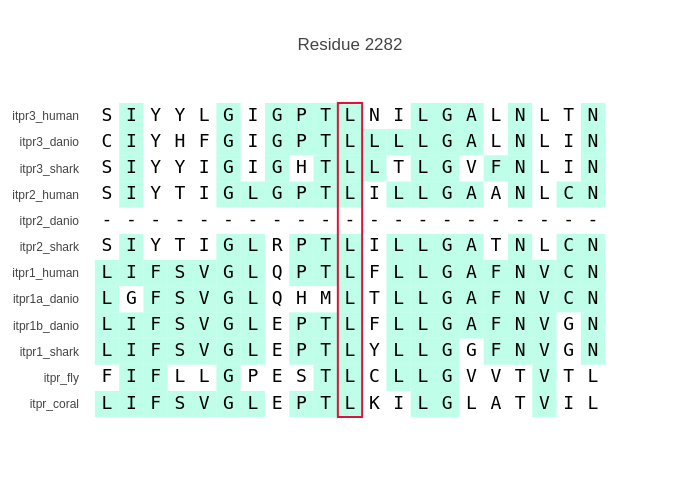 Residue 2282
itpr3_human S I Y Y L G I G P T L N I L G A L N L T N
itpr3_danio C I Y H F G I G P T L L L L G A L N L I N
itpr3_shark S I Y Y I G I G H T L L T L G V F N L I N
itpr2_human S I Y T I G L G P T L I L L G A A N L C N
itpr2_danio - - - - - - - - - - - - - - - - - - - - -
itpr2_shark S I Y T I G L R P T L I L L G A T N L C N
itpr1_human L I F S V G L Q P T L F L L G A F N V C N
itpr1a_danio L G F S V G L Q H M L T L L G A F N V C N
itpr1b_danio L I F S V G L E P T L F L L G A F N V G N
itpr1_shark L I F S V G L E P T L Y L L G G F N V G N
itpr_fly F I F L L G P E S T L C L L G V V T V T L
itpr_coral L I F S V G L E P T L K I L G L A T V I L